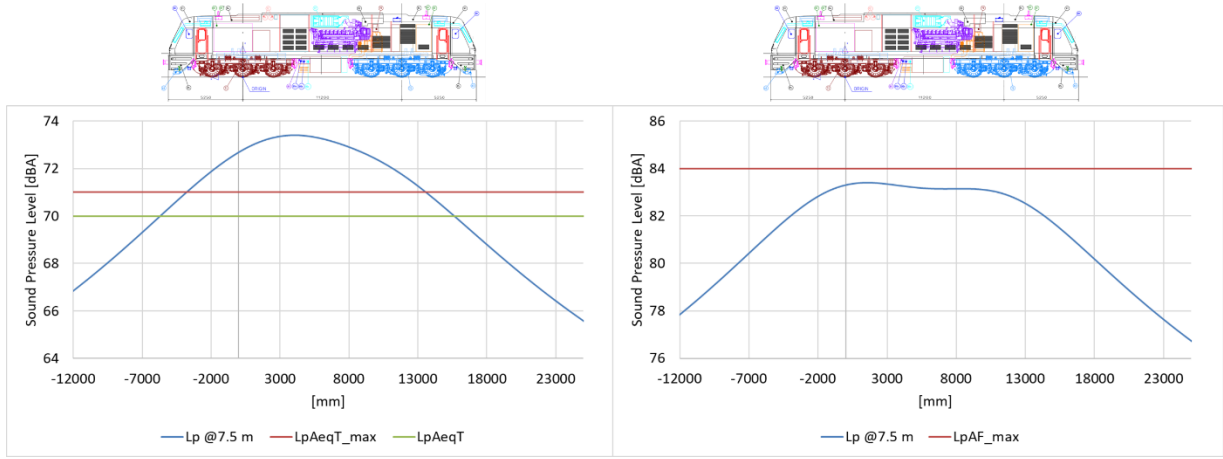 ORIGIN
ORIGIN
74
72
70
68
66
64
Sound Pressure Level [dBA]
-12000 -7000 -2000 3000 8000 13000 18000 23000
[mm]
Lp @7.5 m LpAeqT_max LpAeqT
86
84
82
80
78
76
Sound Pressure Level [dBA]
-12000 -7000 -2000 3000 8000 13000 18000 23000
[mm]
Lp @7.5 m LpAF_max